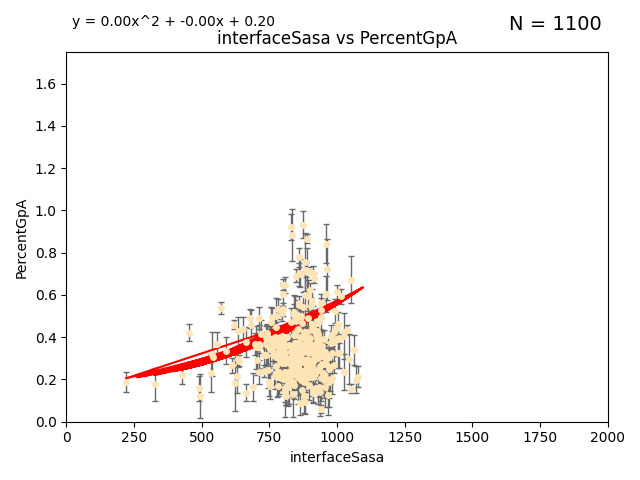 y = 0.00x^2 + -0.00x + 0.20
N = 1100
interfaceSasa vs PercentGpA
PercentGpA
1.6
1.4
1.2
1.0
0.8
0.6
0.4
0.2
0.0
0 250 500 750 1000 1250 1500 1750 2000
interfaceSasa